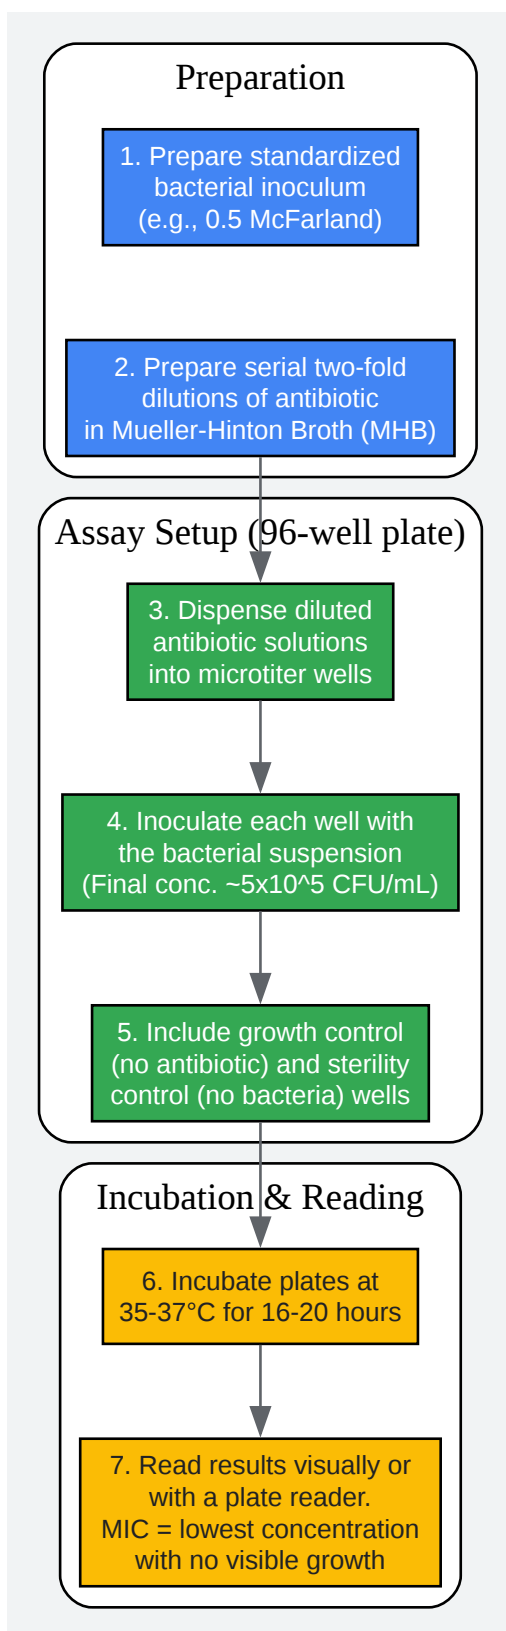 Preparation
1. Prepare standardized
bacterial inoculum
(e.g., 0.5 McFarland)
2. Prepare serial two-fold
dilutions of antibiotic
in Mueller-Hinton Broth (MHB)
Assay Setup (96-well plate)
3. Dispense diluted
antibiotic solutions
into microtiter wells
4. Inoculate each well with
the bacterial suspension
(Final conc. ~5x10^5 CFU/mL)
5. Include growth control
(no antibiotic) and sterility
control (no bacteria) wells
Incubation & Reading
6. Incubate plates at
35-37°C for 16-20 hours
7. Read results visually or
with a plate reader.
MIC = lowest concentration
with no visible growth